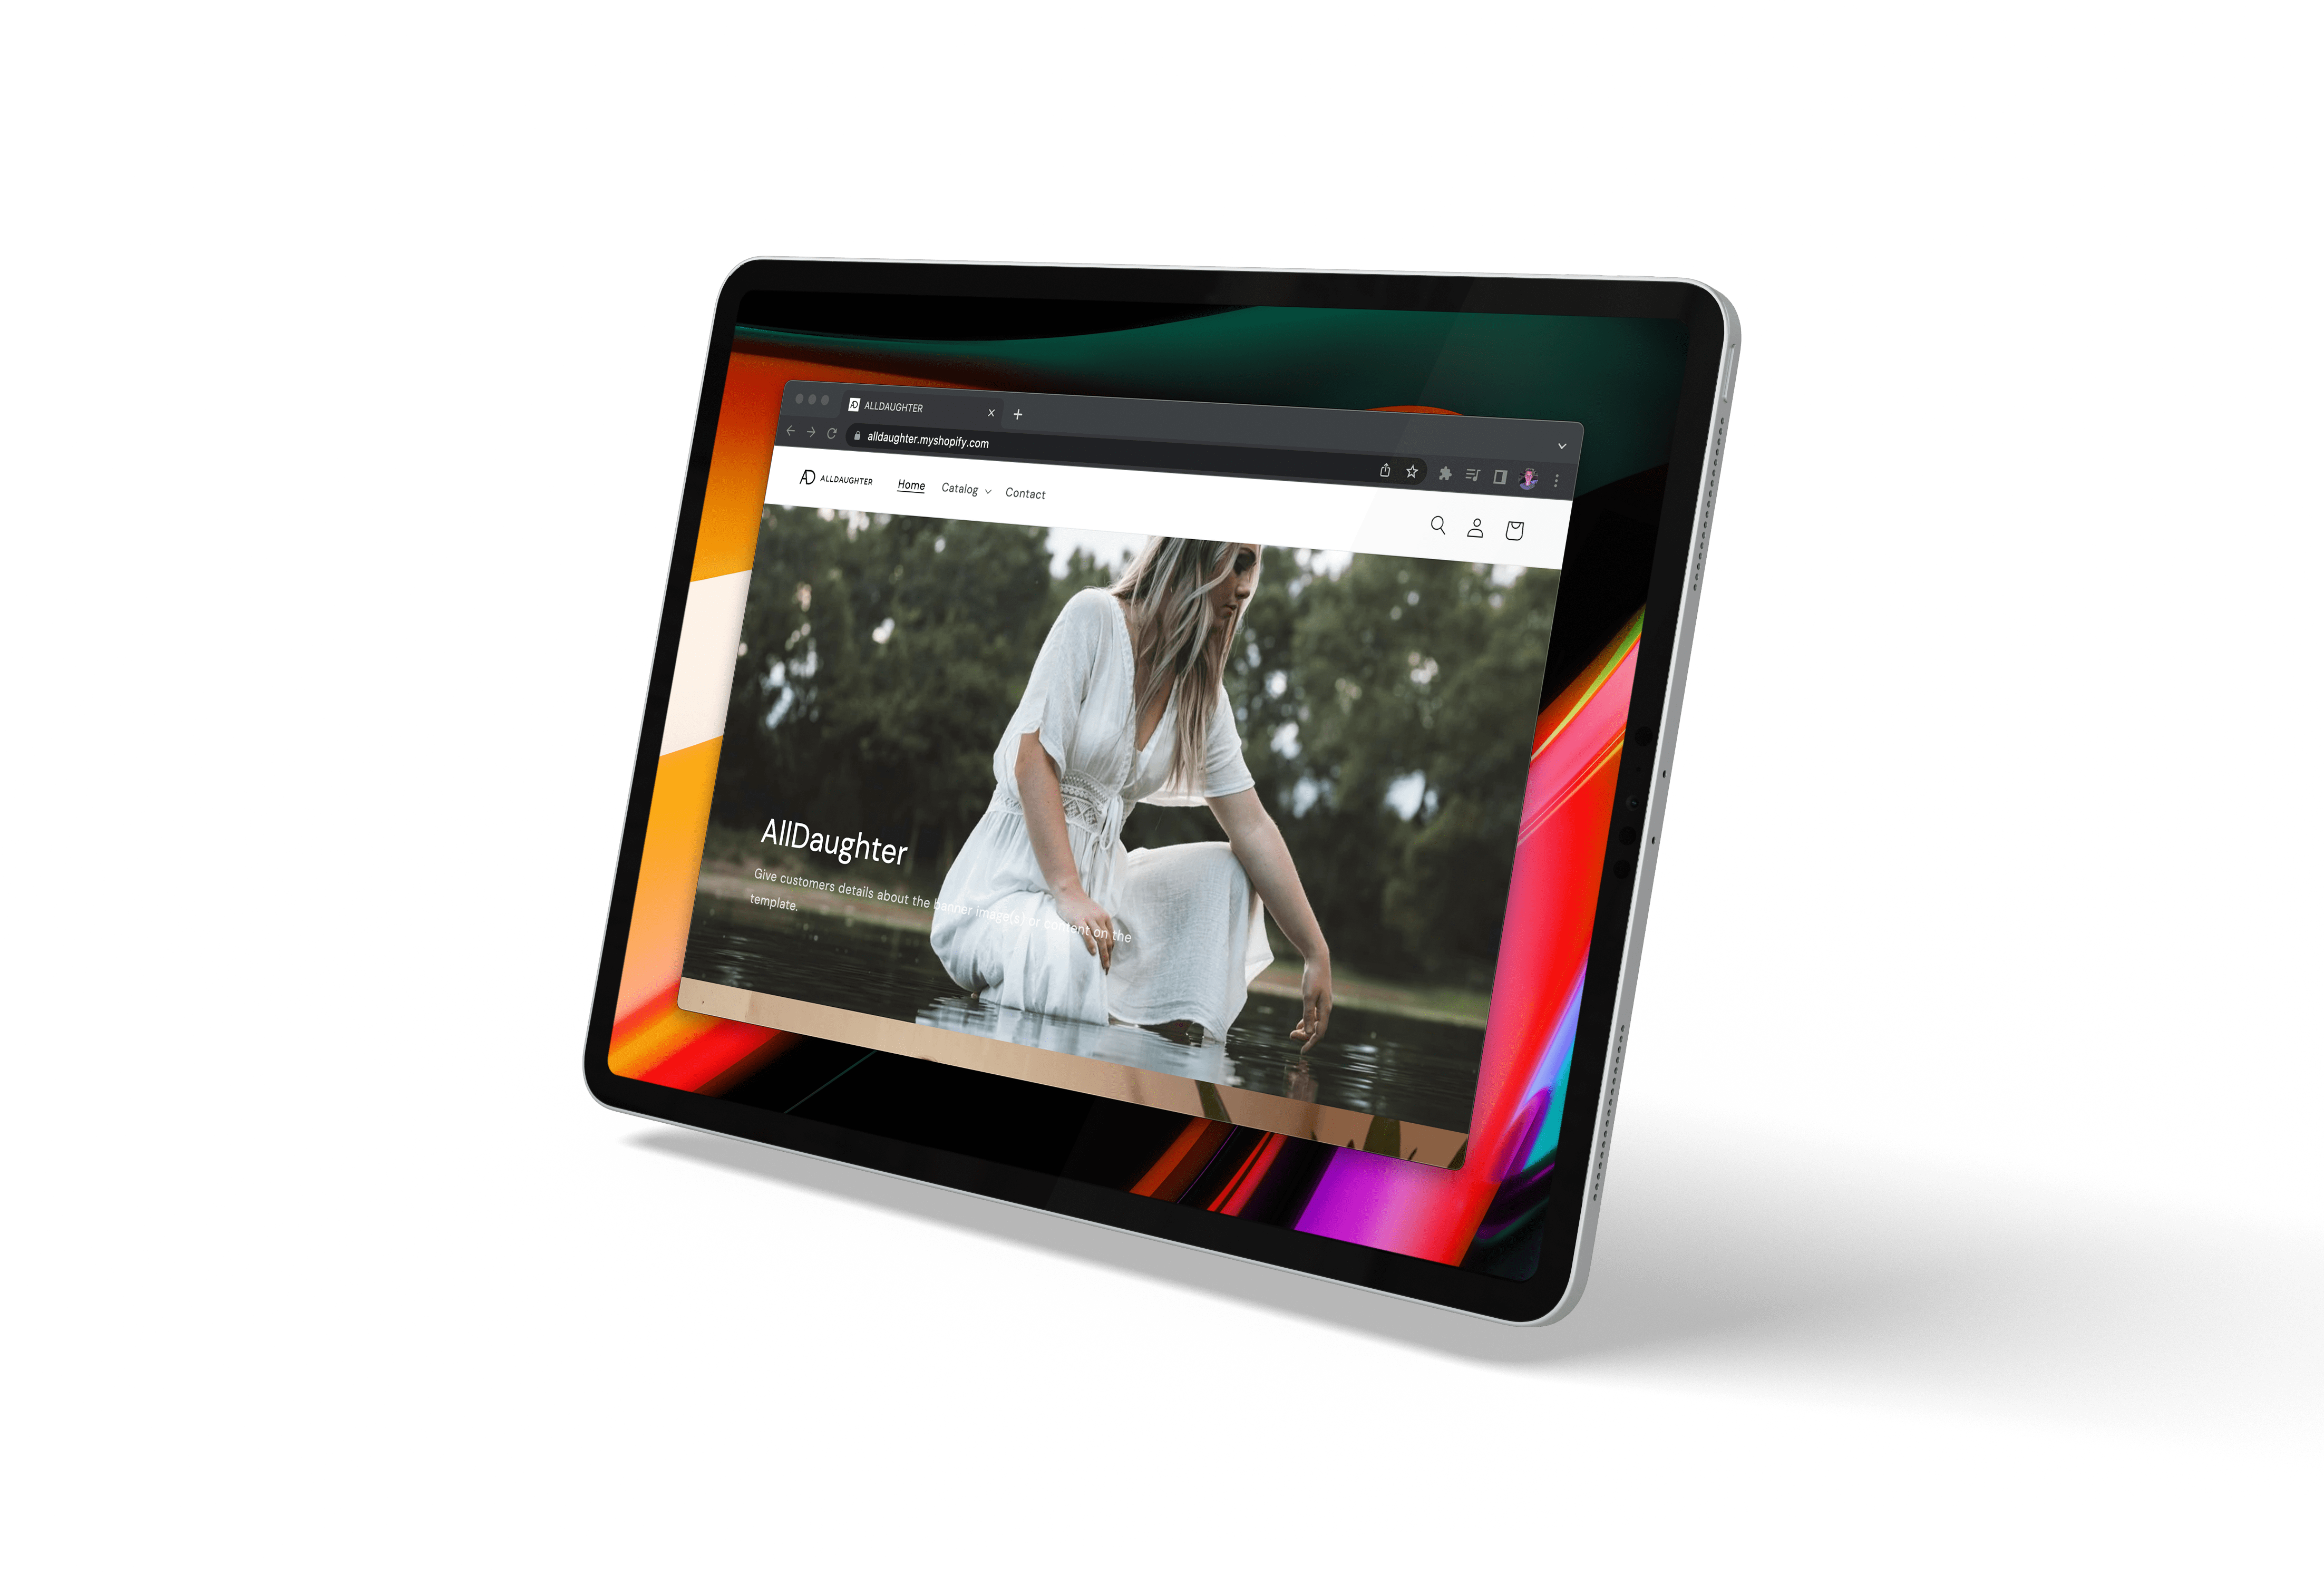 ALLDAUGHTER
alldaughter.myshopify.com
AD ALLDAUGHTER Home Catalog Contact
AllDaughter
Give customers details about the banner image(s) or content on the
template.